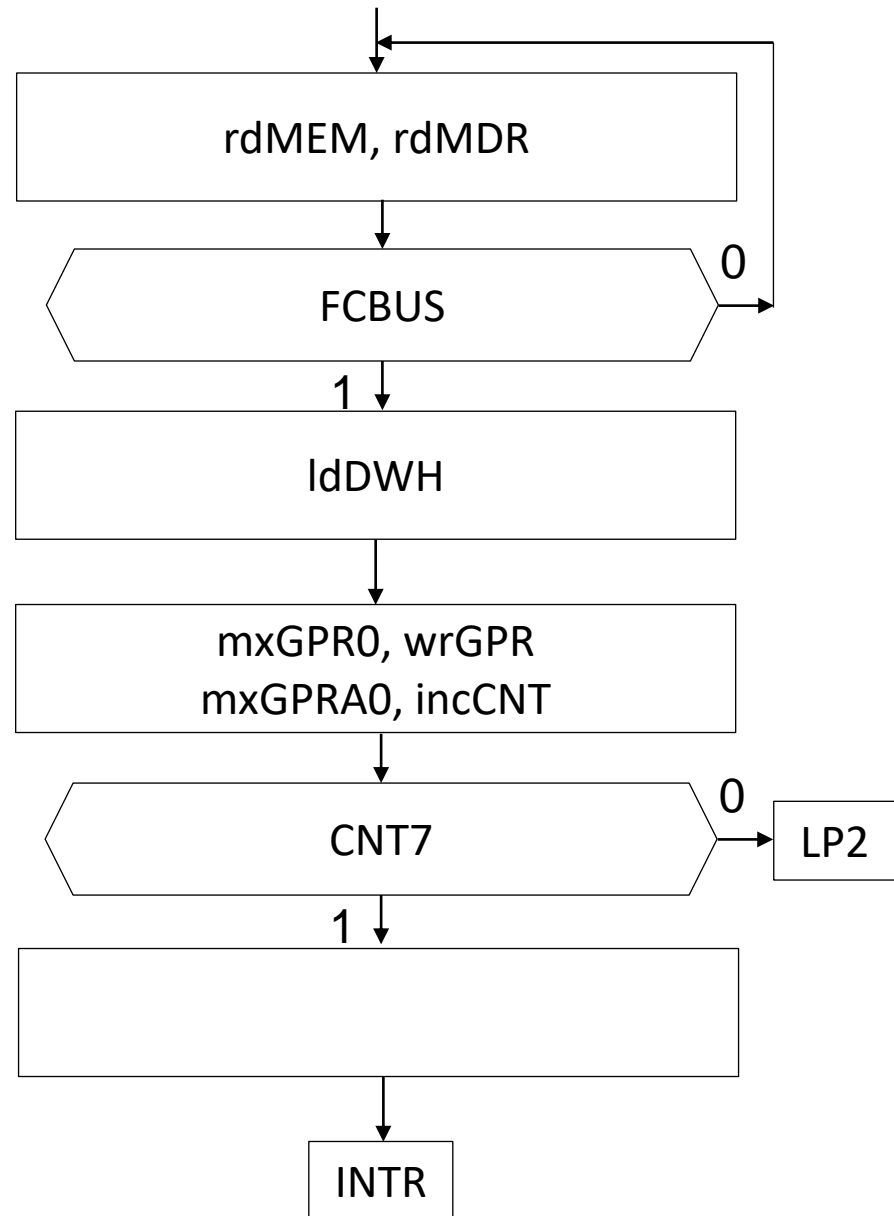 rdMEM, rdMDR
0
FCBUS
1
ldDWH
mxGPR0, wrGPR
mxGPRA0, incCNT
0
CNT7
LP2
1
INTR